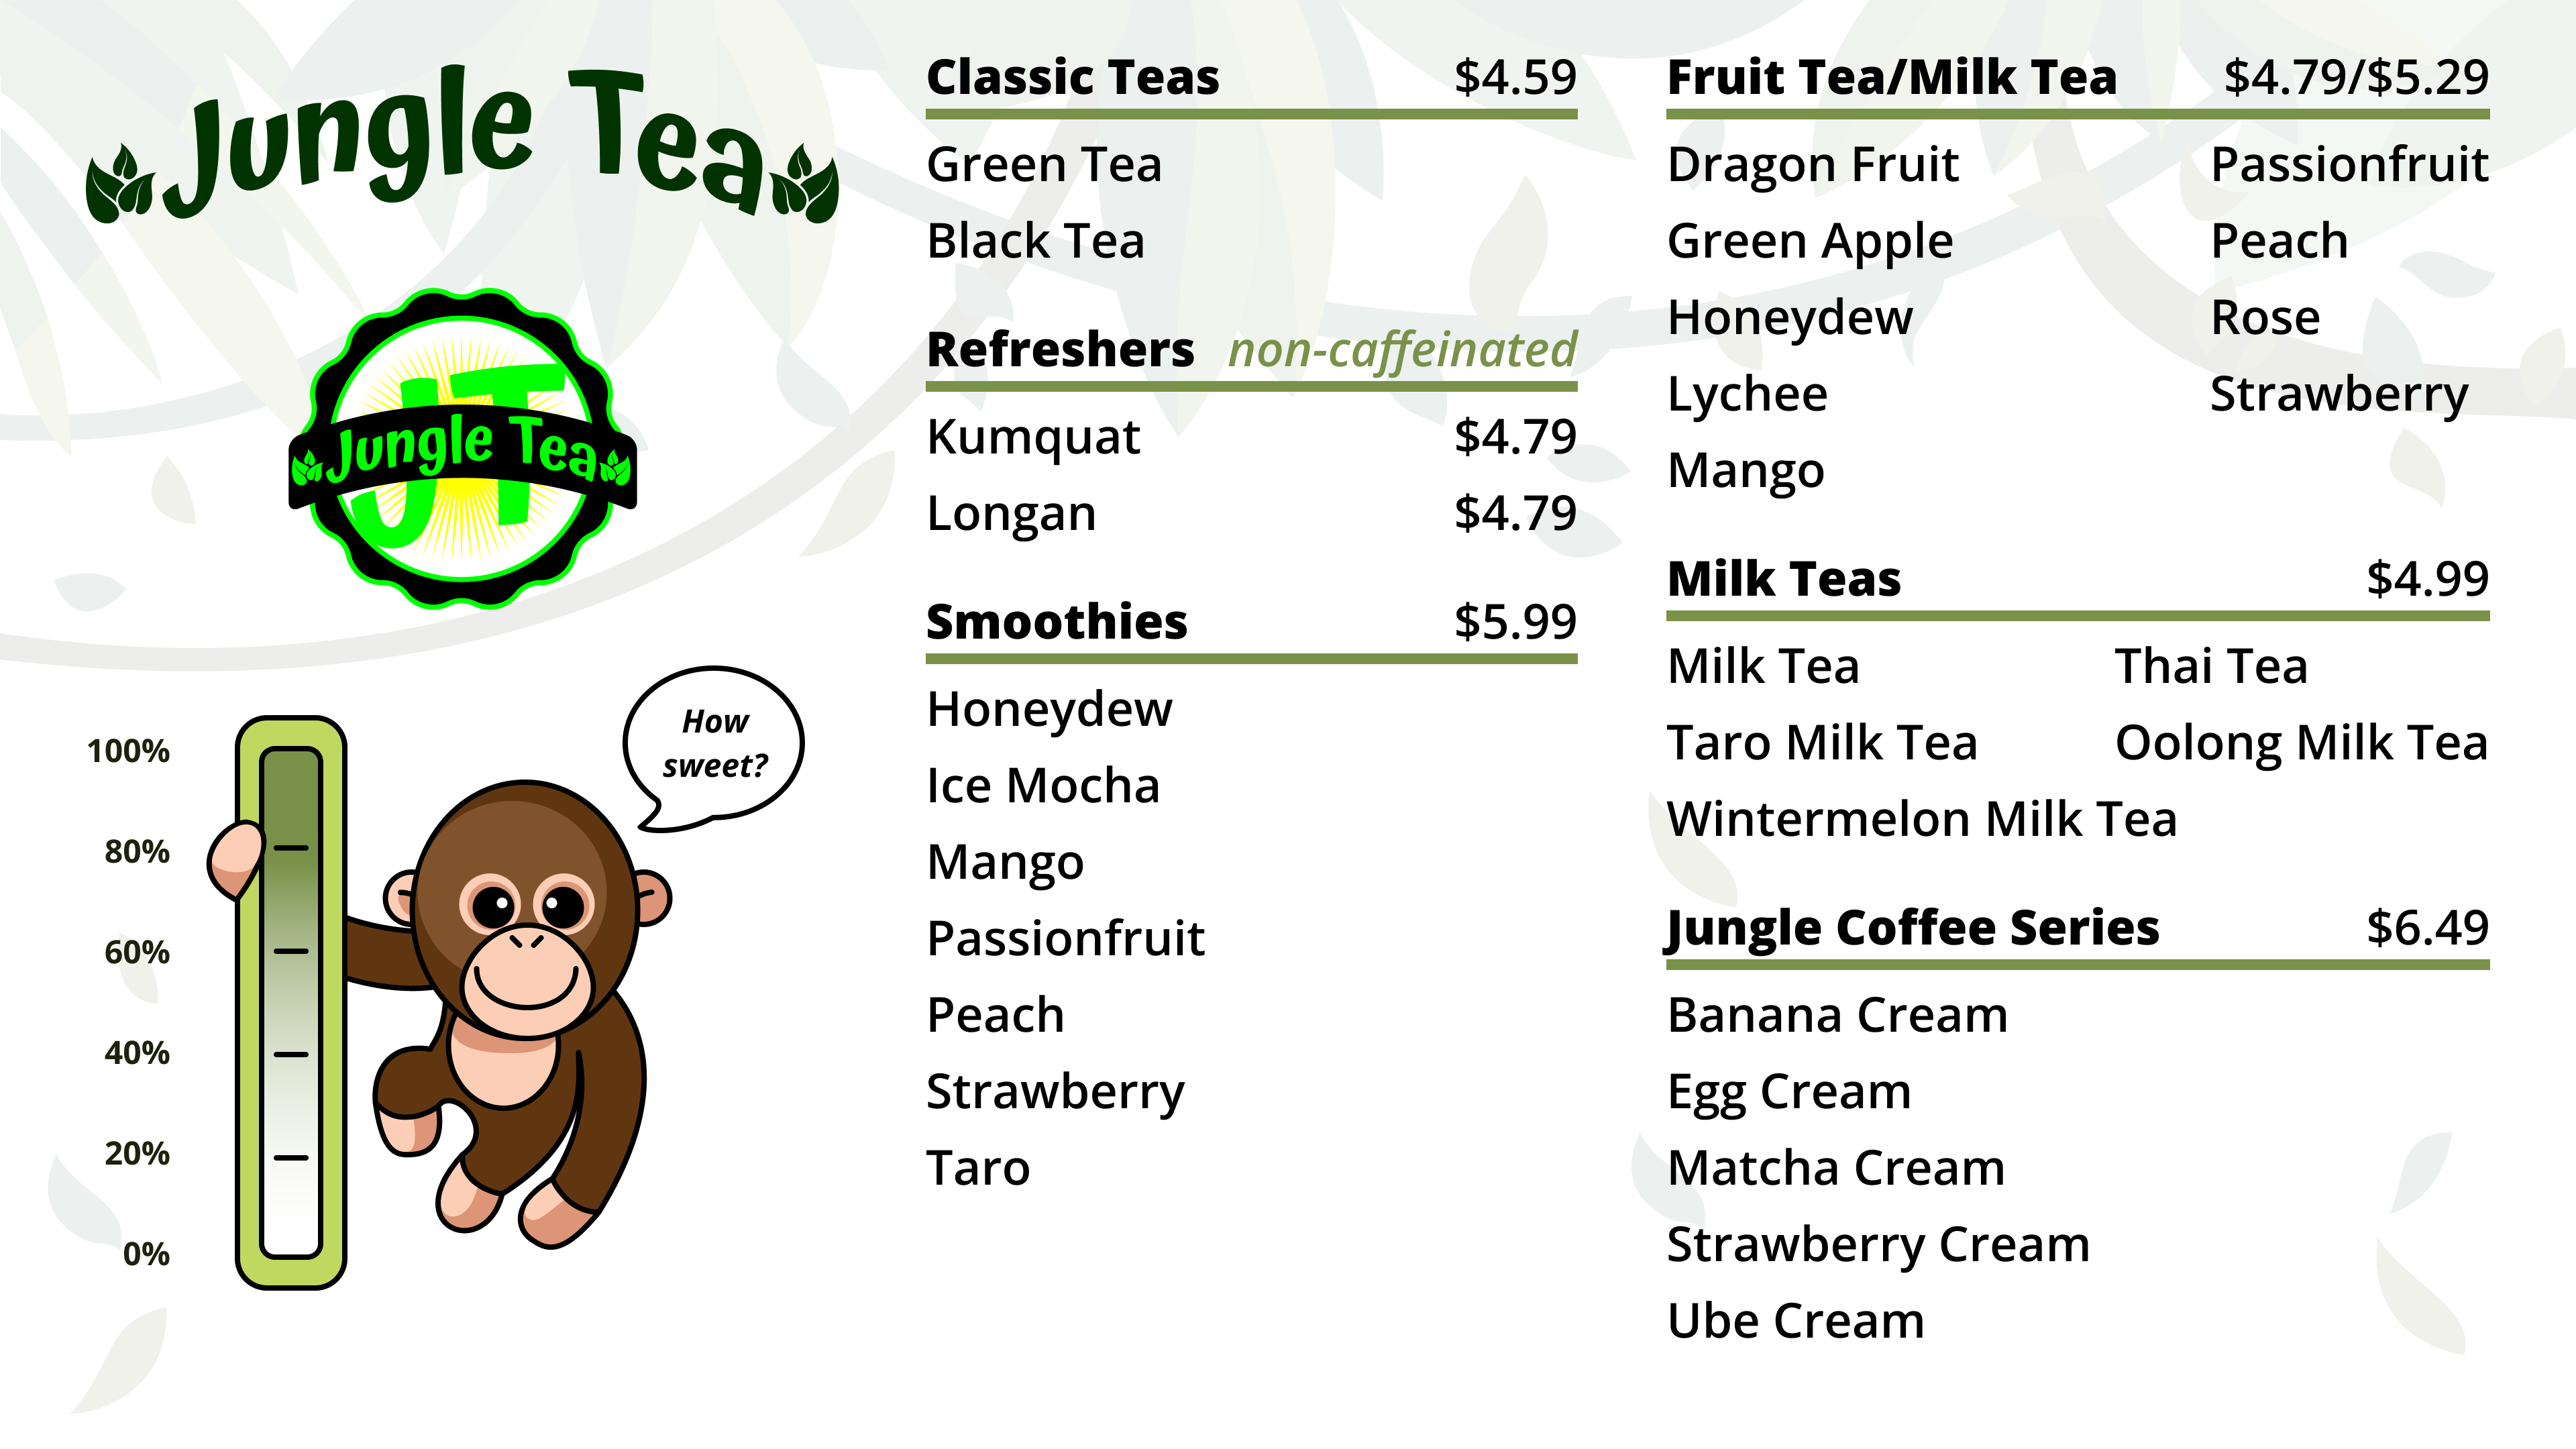 Jungle Tea
JT
Jungle Tea
How
sweet?
100%
80%
60%
40%
20%
0%
Classic Teas $4.59
Green Tea
Black Tea
Refreshers non-caffeinated
Kumquat $4.79
Longan $4.79
Smoothies $5.99
Honeydew
Ice Mocha
Mango
Passionfruit
Peach
Strawberry
Taro
Fruit Tea/Milk Tea $4.79/$5.29
Dragon Fruit Passionfruit
Green Apple Peach
Honeydew Rose
Lychee Strawberry
Mango
Milk Teas $4.99
Milk Tea Thai Tea
Taro Milk Tea Oolong Milk Tea
Wintermelon Milk Tea
Jungle Coffee Series $6.49
Banana Cream
Egg Cream
Matcha Cream
Strawberry Cream
Ube Cream